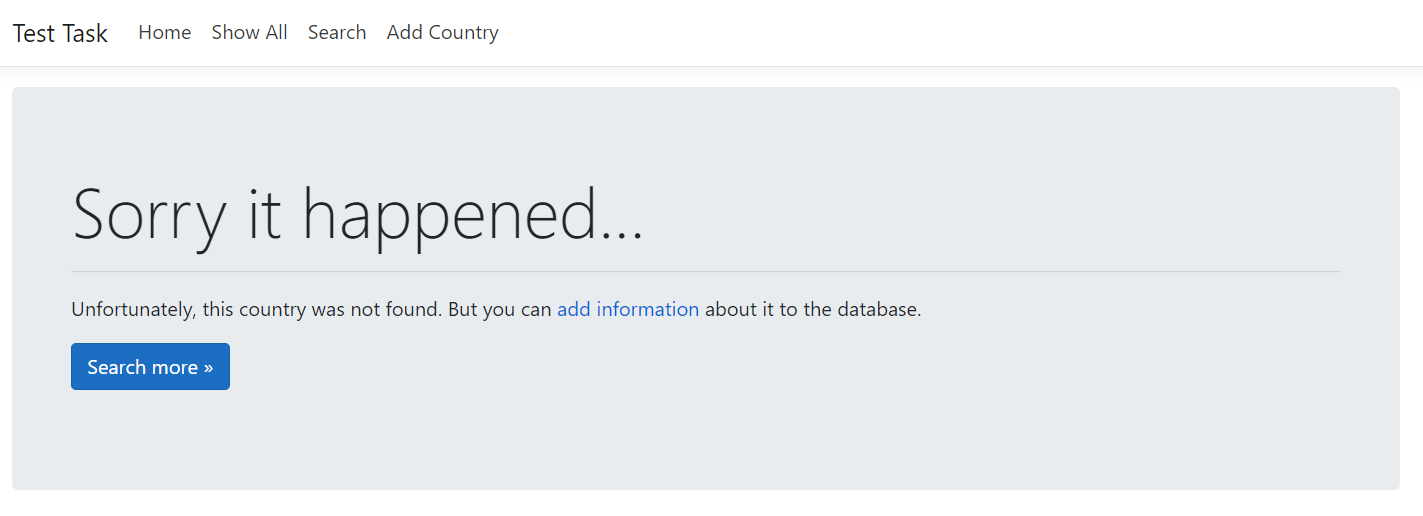 Test Task Home Show All Search Add Country
Sorry it happened...
Unfortunately, this country was not found. But you can add information about it to the database.
Search more »